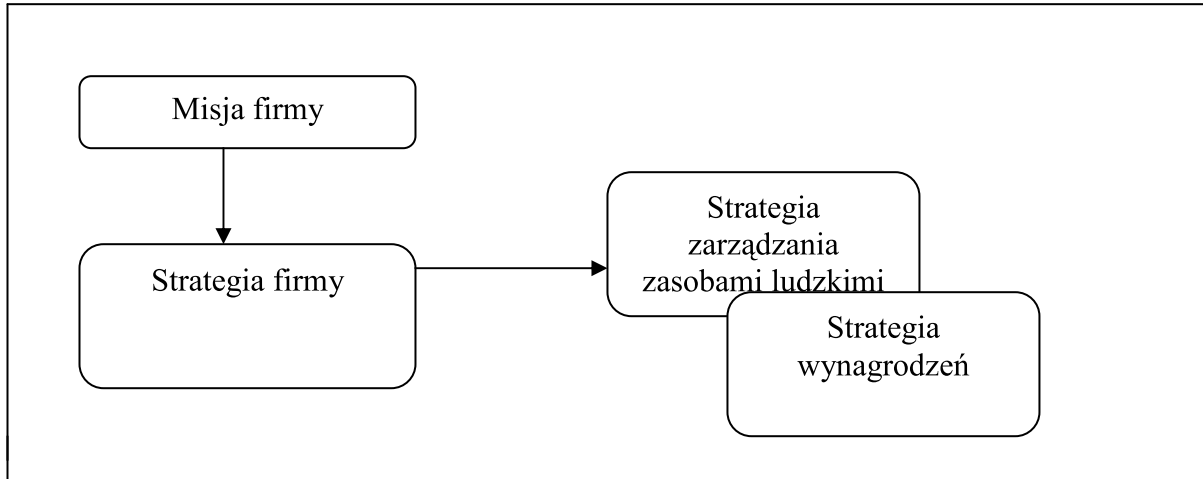 Misja firmy
Strategia firmy
Strategia
zarządzania
zasobami ludzkimi
Strategia
wynagrodzeń